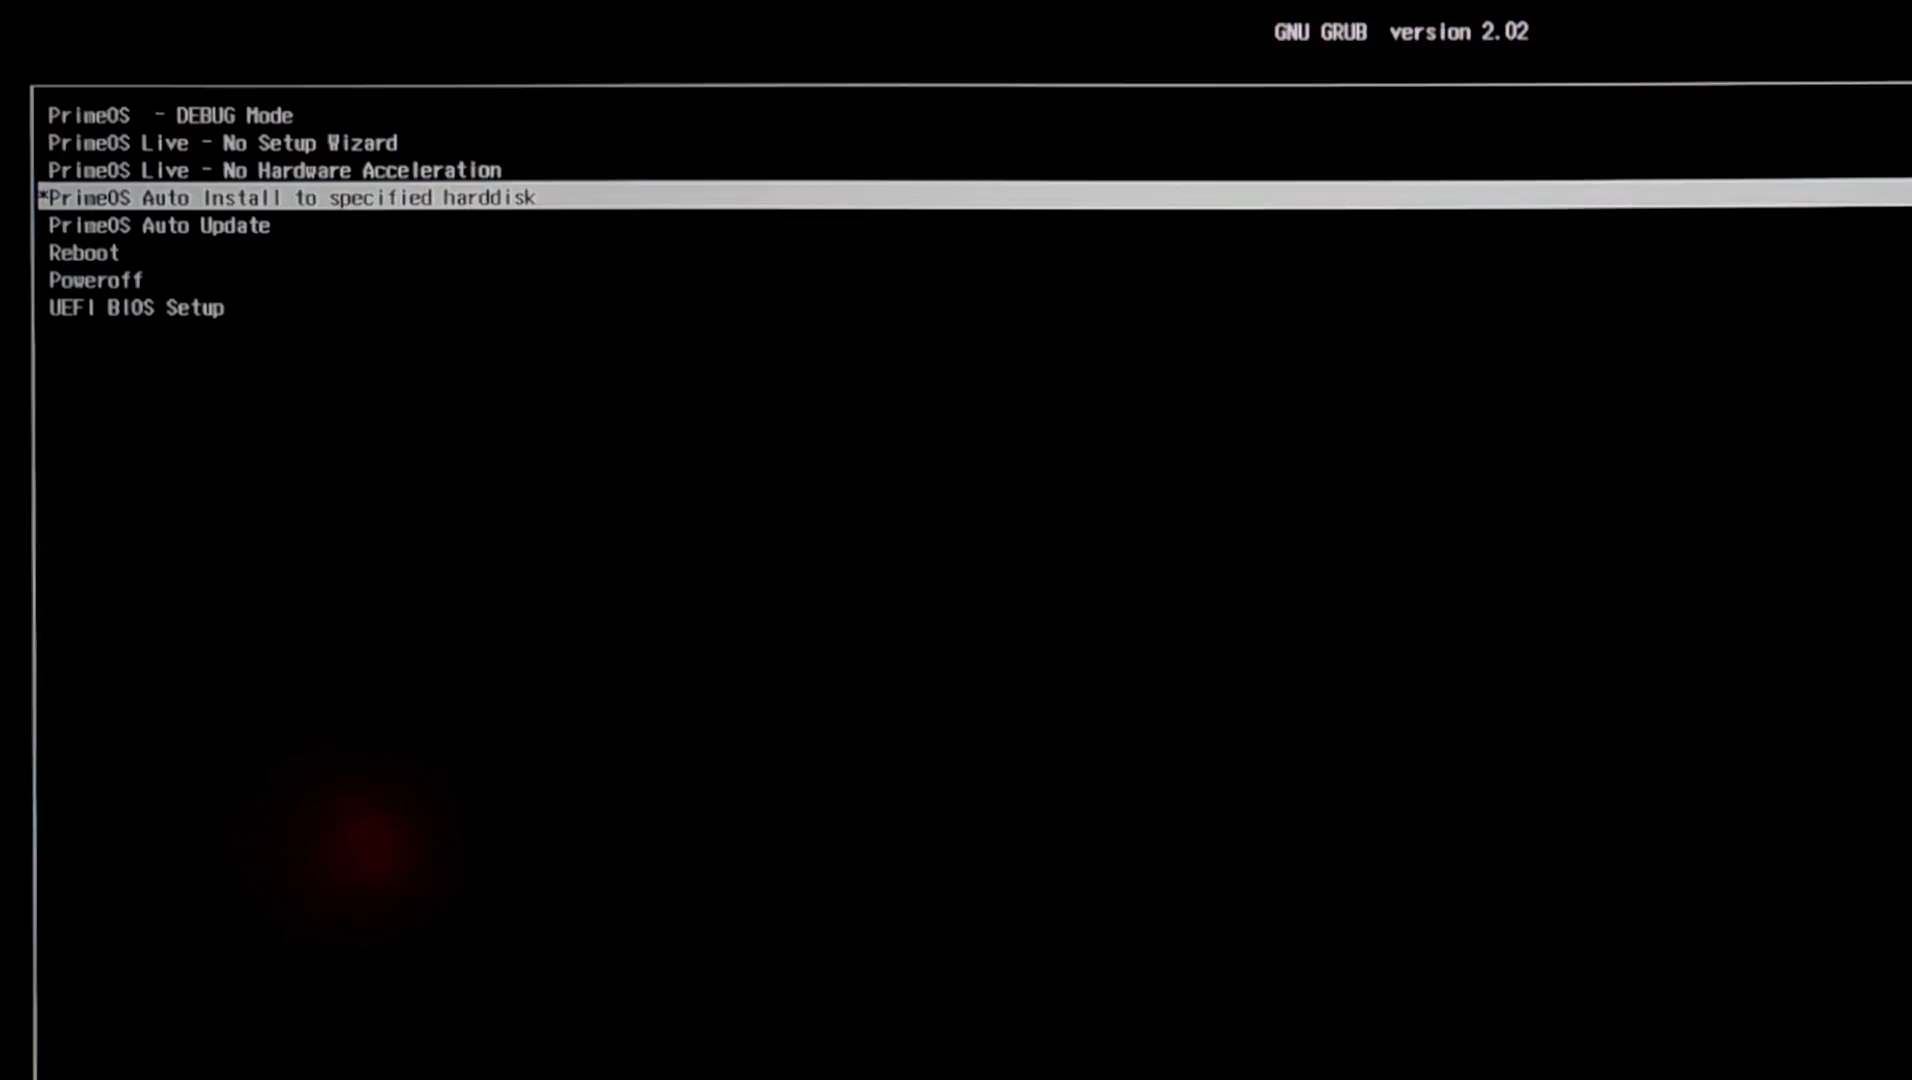 GNU GRUB version 2.02
PrimeOS - DEBUG Mode
PrimeOS Live - No Setup Wizard
PrimeOS Live - No Hardware Acceleration
*PrimeOS Auto Install to specified harddisk
PrimeOS Auto Update
Reboot
Poweroff
UEFI BIOS Setup